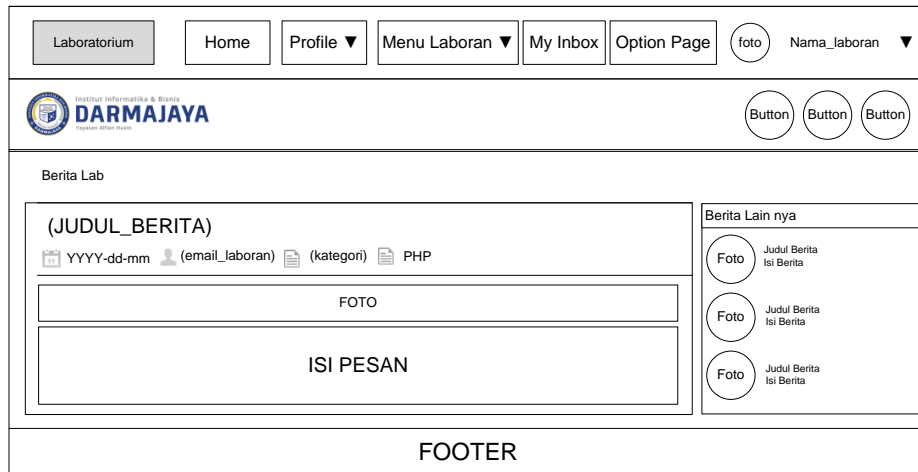 Laboratorium Home Profile ▼ Menu Laboran ▼ My Inbox Option Page foto Nama_laboran ▼
Institut Informatika & Bisnis
DARMAJAYA
Yayasan Alfian Husin
Button Button Button
Berita Lab
(JUDUL_BERITA)
YYYY-dd-mm (email_laboran) (kategori) PHP
FOTO
ISI PESAN
Berita Lain nya
Foto
Judul Berita
Isi Berita
Foto
Judul Berita
Isi Berita
Foto
Judul Berita
Isi Berita
FOOTER